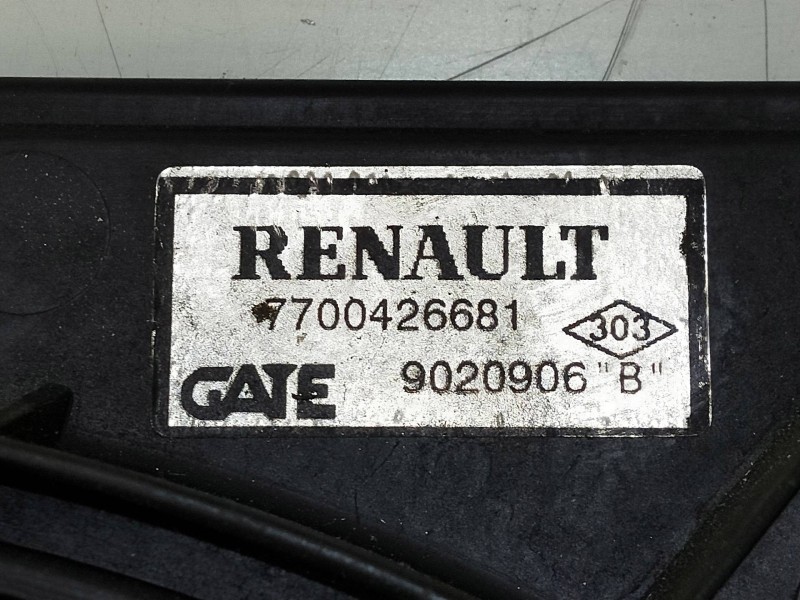 RENAULT
7700426681
303
GATE
9020906 "B"